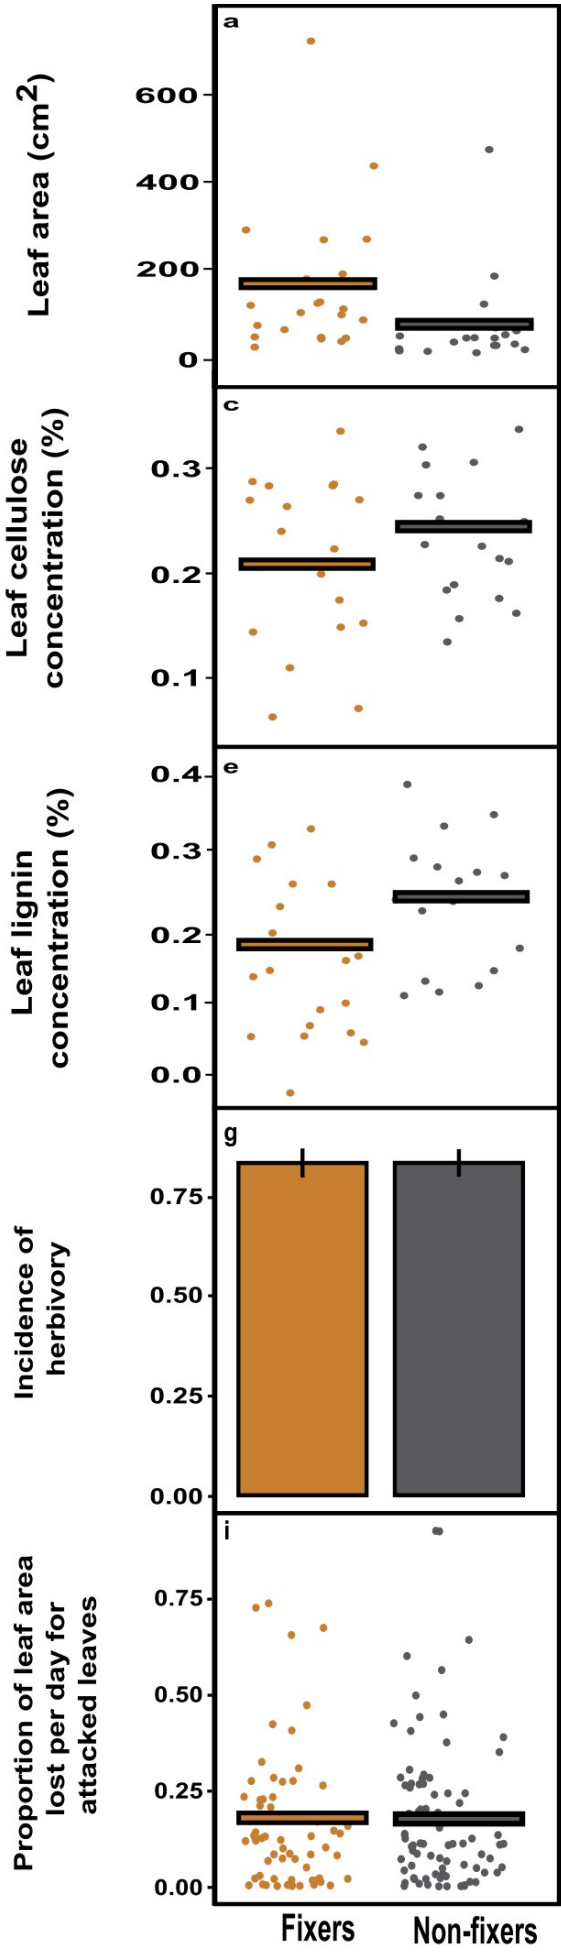 a
Leaf area (cm2)
600
400
200
0
c
Leaf cellulose
concentration (%)
0.3
0.2
0.1
e
Leaf lignin
concentration (%)
0.4
0.3
0.2
0.1
0.0
g
Incidence of
herbivory
0.75
0.50
0.25
0.00
i
Proportion of leaf area
lost per day for
attacked leaves
0.75
0.50
0.25
0.00
Fixers Non-fixers